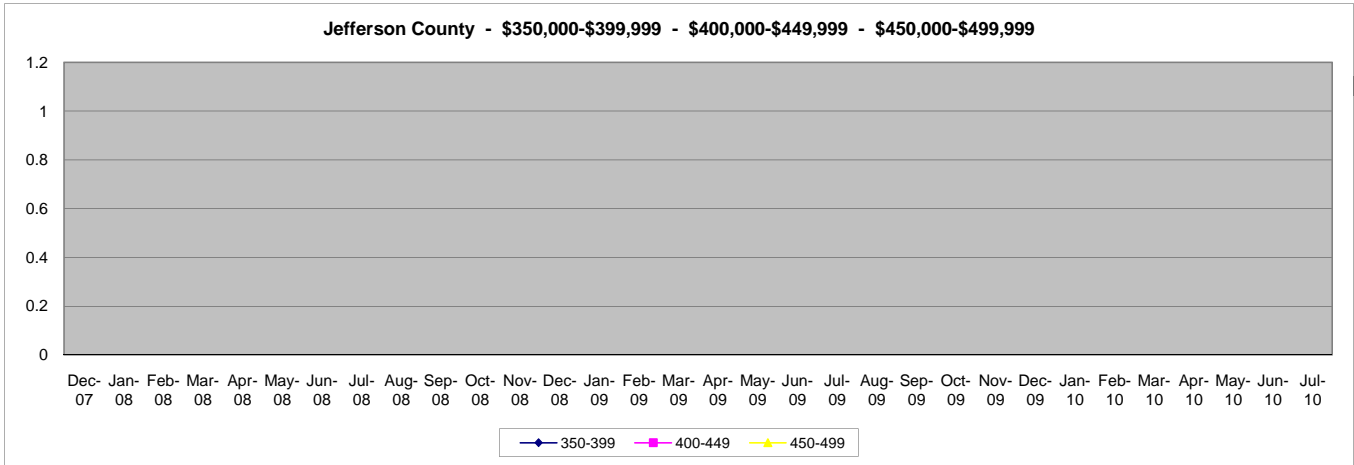 Jefferson County - $350,000-$399,999 - $400,000-$449,999 - $450,000-$499,999
1.2
1
0.8
0.6
0.4
0.2
0
Dec-07 Jan-08 Feb-08 Mar-08 Apr-08 May-08 Jun-08 Jul-08 Aug-08 Sep-08 Oct-08 Nov-08 Dec-08 Jan-09 Feb-09 Mar-09 Apr-09 May-09 Jun-09 Jul-09 Aug-09 Sep-09 Oct-09 Nov-09 Dec-09 Jan-10 Feb-10 Mar-10 Apr-10 May-10 Jun-10 Jul-10
350-399 400-449 450-499